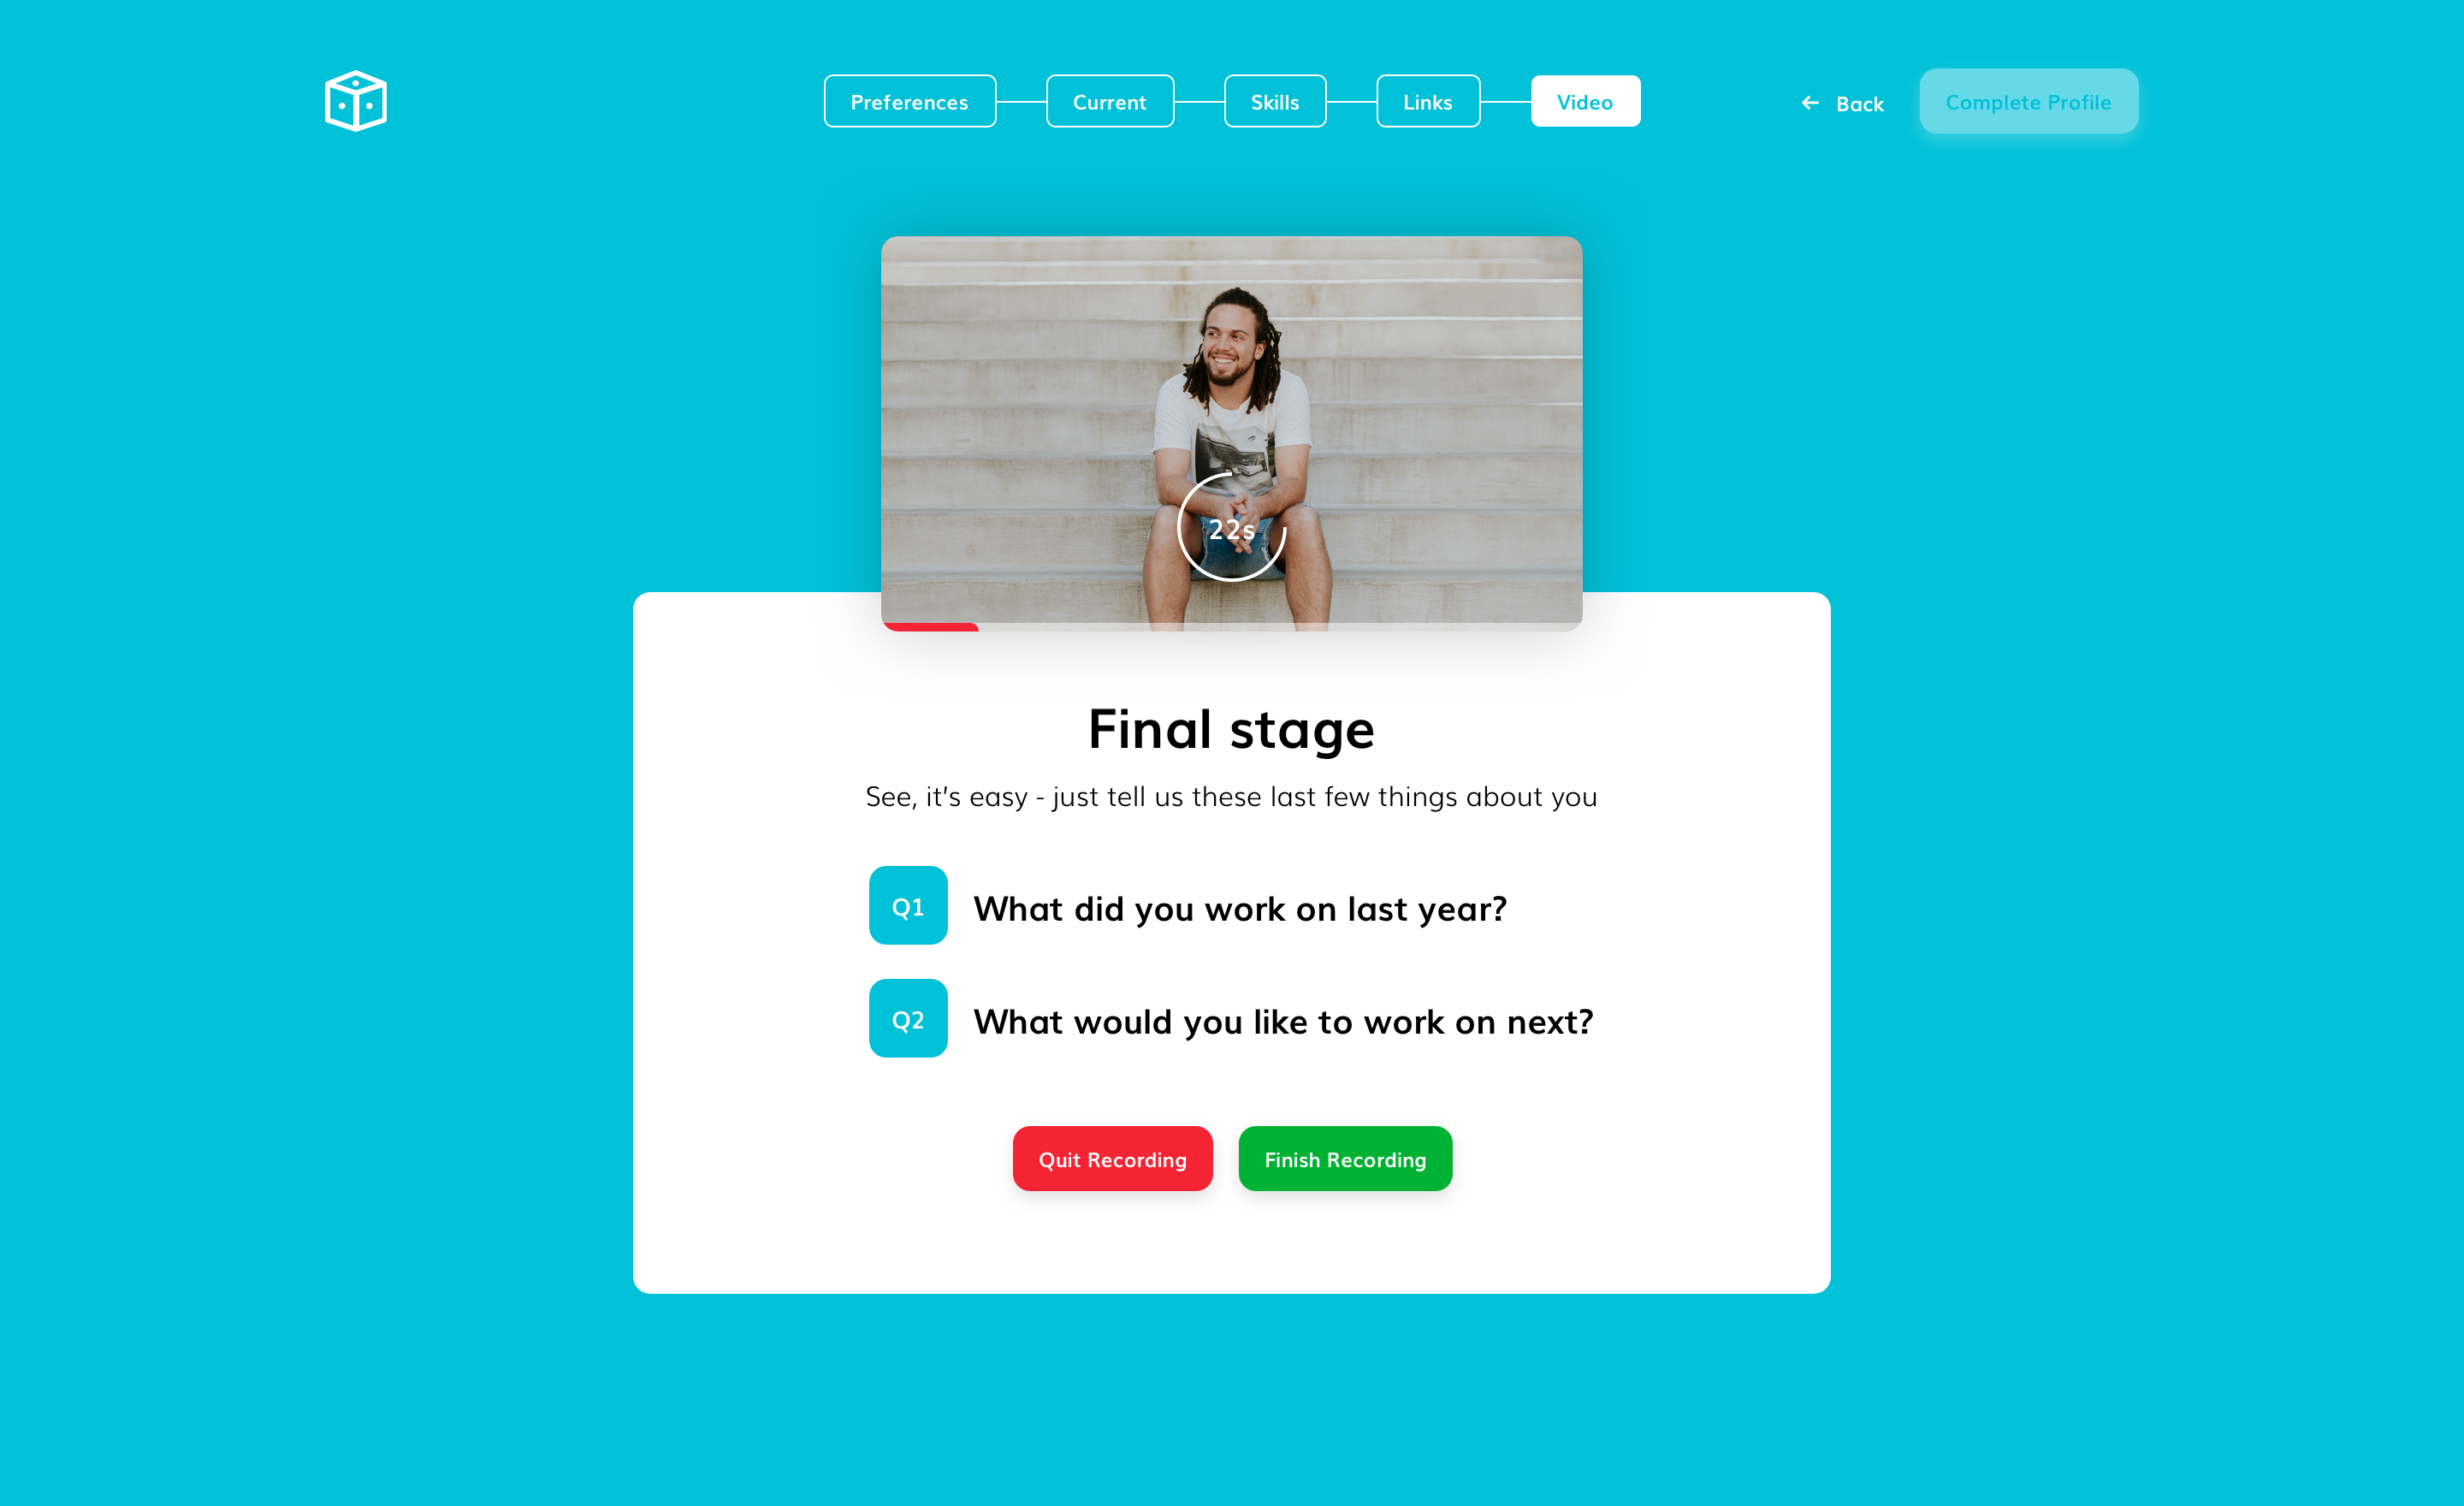 Preferences
Current
Skills
Links
Video
Back
Complete Profile
22s
Final stage
See, it's easy - just tell us these last few things about you
Q1
What did you work on last year?
Q2
What would you like to work on next?
Quit Recording
Finish Recording